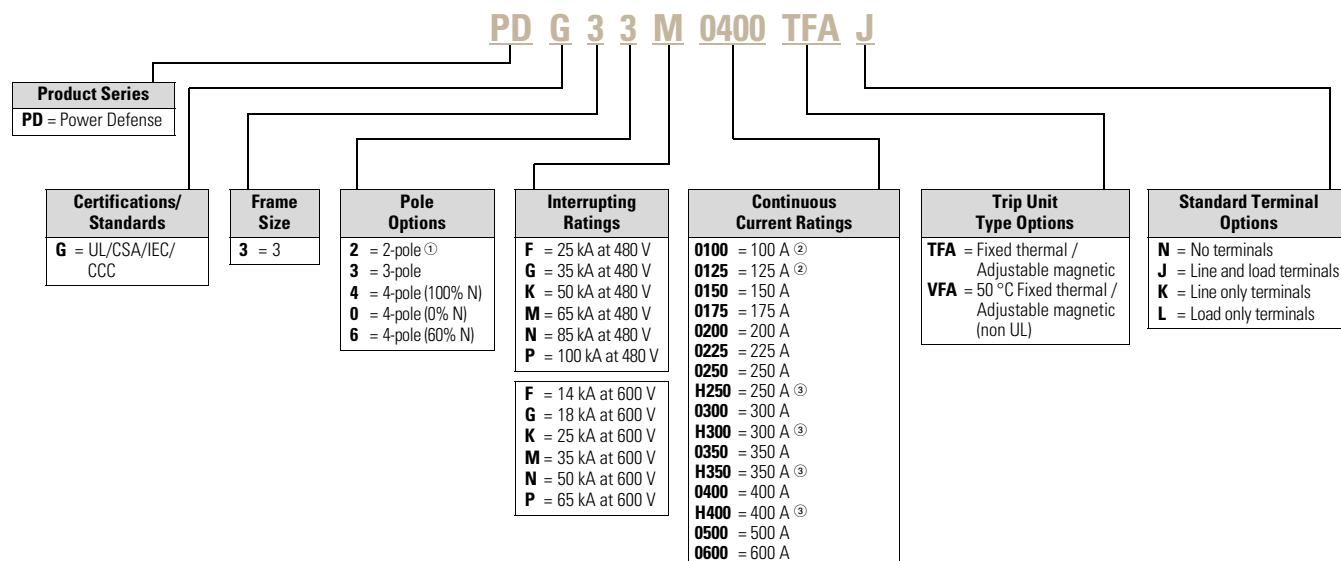 PD G 3 3 M 0400 TFA J
Product Series
PD = Power Defense
Certifications/
Standards
G = UL/CSA/IEC/
CCC
Frame
Size
3 = 3
Pole
Options
2 = 2-pole ①
3 = 3-pole
4 = 4-pole (100% N)
0 = 4-pole (0% N)
6 = 4-pole (60% N)
Interrupting
Ratings
F = 25 kA at 480 V
G = 35 kA at 480 V
K = 50 kA at 480 V
M = 65 kA at 480 V
N = 85 kA at 480 V
P = 100 kA at 480 V
F = 14 kA at 600 V
G = 18 kA at 600 V
K = 25 kA at 600 V
M = 35 kA at 600 V
N = 50 kA at 600 V
P = 65 kA at 600 V
Continuous
Current Ratings
0100 = 100 A ②
0125 = 125 A ②
0150 = 150 A
0175 = 175 A
0200 = 200 A
0225 = 225 A
0250 = 250 A
H250 = 250 A ③
0300 = 300 A
H300 = 300 A ③
0350 = 350 A
H350 = 350 A ③
0400 = 400 A
H400 = 400 A ③
0500 = 500 A
0600 = 600 A
Trip Unit
Type Options
TFA = Fixed thermal /
Adjustable magnetic
VFA = 50 °C Fixed thermal /
Adjustable magnetic
(non UL)
Standard Terminal
Options
N = No terminals
J = Line and load terminals
K = Line only terminals
L = Load only terminals